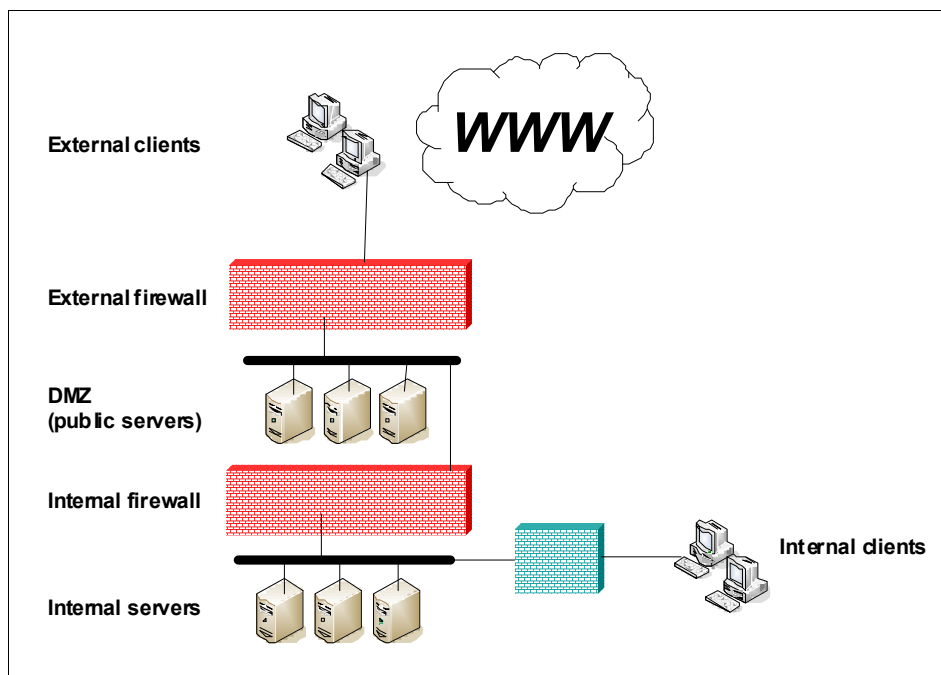 WWW
External clients
External firewall
DMZ
(public servers)
Internal firewall
Internal clients
Internal servers